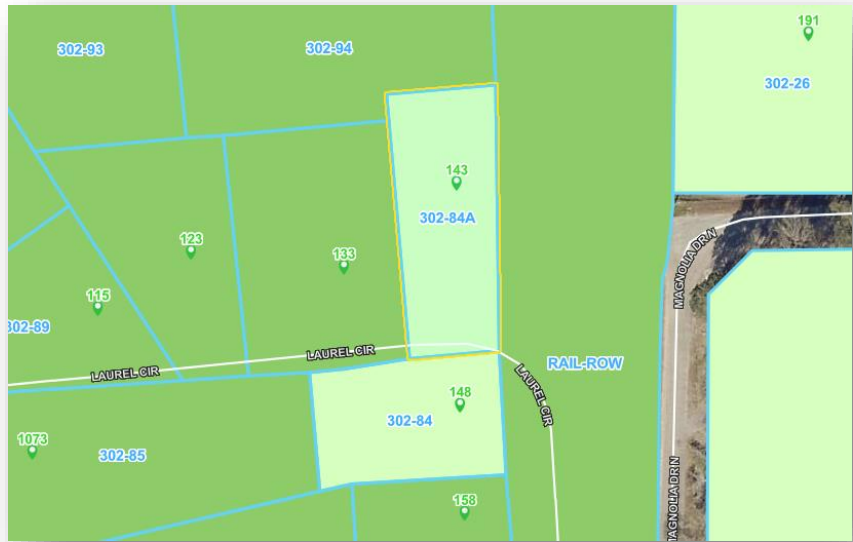 191
302-93
302-94
302-26
143
302-84A
123
133
MAGNOLIA DR N
115
302-89
LAUREL CIR
LAUREL CIR
RAIL-ROW
LAUREL CIR
148
302-84
1073
302-85
MAGNOLIA DR N
158